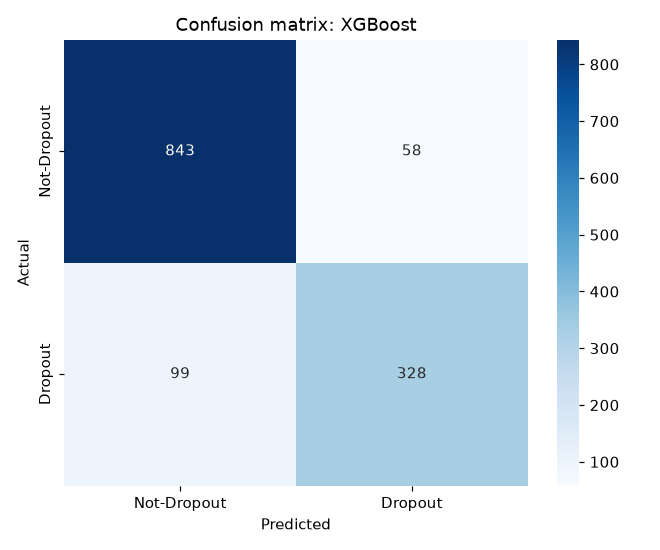 Confusion matrix: XGBoost
Actual
Not-Dropout
Dropout
843
58
99
328
Not-Dropout
Dropout
Predicted
800
700
600
500
400
300
200
100